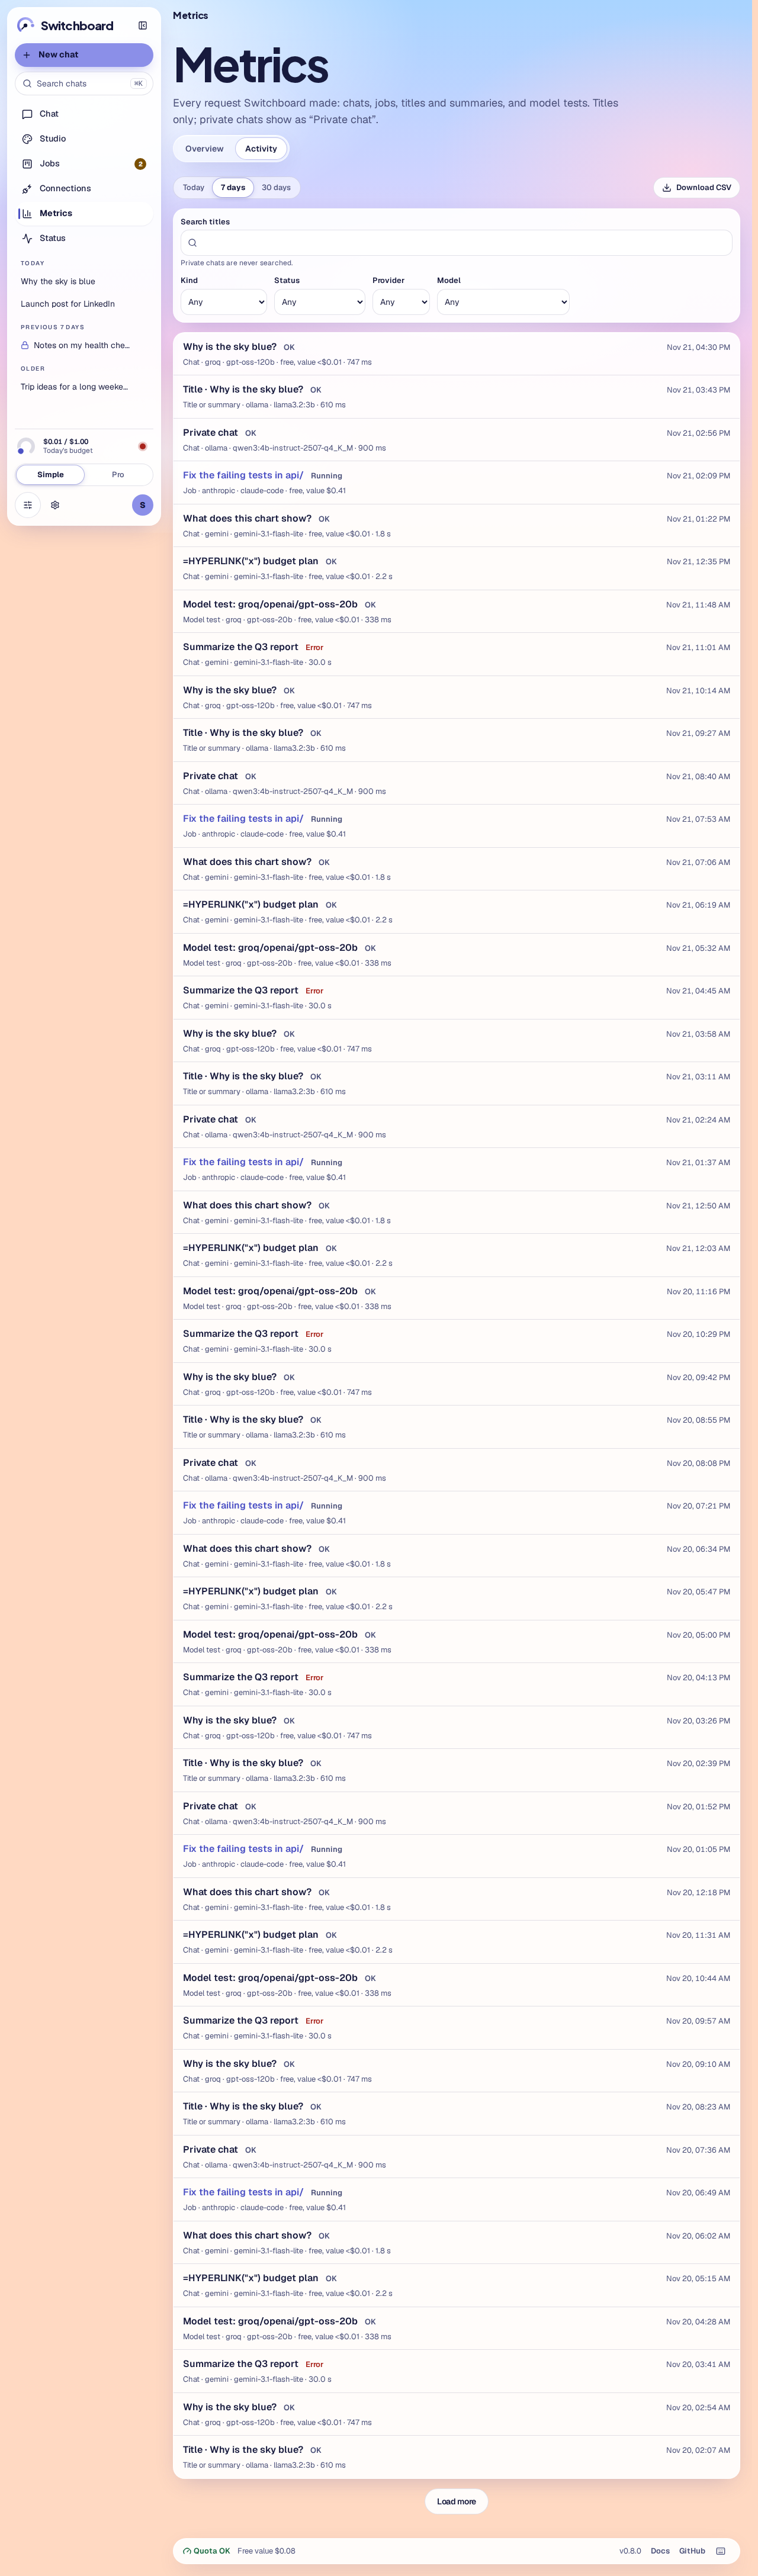 Switchboard
New chat
Search chats ⌘K
Chat
Studio
Jobs 2
Connections
Metrics
Status
TODAY
Why the sky is blue
Launch post for LinkedIn
PREVIOUS 7 DAYS
Notes on my health che…
OLDER
Trip ideas for a long weeke…
$0.01 / $1.00
Today's budget
Simple Pro
S
Metrics
Metrics
Every request Switchboard made: chats, jobs, titles and summaries, and model tests. Titles
only; private chats show as “Private chat”.
Overview Activity
Today 7 days 30 days Download CSV
Search titles
Private chats are never searched.
Kind Status Provider Model
Any Any Any Any
Why is the sky blue? OK Nov 21, 04:30 PM
Chat · groq · gpt-oss-120b · free, value <$0.01 · 747 ms
Title · Why is the sky blue? OK Nov 21, 03:43 PM
Title or summary · ollama · llama3.2:3b · 610 ms
Private chat OK Nov 21, 02:56 PM
Chat · ollama · qwen3:4b-instruct-2507-q4_K_M · 900 ms
Fix the failing tests in api/ Running Nov 21, 02:09 PM
Job · anthropic · claude-code · free, value $0.41
What does this chart show? OK Nov 21, 01:22 PM
Chat · gemini · gemini-3.1-flash-lite · free, value <$0.01 · 1.8 s
=HYPERLINK("x") budget plan OK Nov 21, 12:35 PM
Chat · gemini · gemini-3.1-flash-lite · free, value <$0.01 · 2.2 s
Model test: groq/openai/gpt-oss-20b OK Nov 21, 11:48 AM
Model test · groq · gpt-oss-20b · free, value <$0.01 · 338 ms
Summarize the Q3 report Error Nov 21, 11:01 AM
Chat · gemini · gemini-3.1-flash-lite · 30.0 s
Why is the sky blue? OK Nov 21, 10:14 AM
Chat · groq · gpt-oss-120b · free, value <$0.01 · 747 ms
Title · Why is the sky blue? OK Nov 21, 09:27 AM
Title or summary · ollama · llama3.2:3b · 610 ms
Private chat OK Nov 21, 08:40 AM
Chat · ollama · qwen3:4b-instruct-2507-q4_K_M · 900 ms
Fix the failing tests in api/ Running Nov 21, 07:53 AM
Job · anthropic · claude-code · free, value $0.41
What does this chart show? OK Nov 21, 07:06 AM
Chat · gemini · gemini-3.1-flash-lite · free, value <$0.01 · 1.8 s
=HYPERLINK("x") budget plan OK Nov 21, 06:19 AM
Chat · gemini · gemini-3.1-flash-lite · free, value <$0.01 · 2.2 s
Model test: groq/openai/gpt-oss-20b OK Nov 21, 05:32 AM
Model test · groq · gpt-oss-20b · free, value <$0.01 · 338 ms
Summarize the Q3 report Error Nov 21, 04:45 AM
Chat · gemini · gemini-3.1-flash-lite · 30.0 s
Why is the sky blue? OK Nov 21, 03:58 AM
Chat · groq · gpt-oss-120b · free, value <$0.01 · 747 ms
Title · Why is the sky blue? OK Nov 21, 03:11 AM
Title or summary · ollama · llama3.2:3b · 610 ms
Private chat OK Nov 21, 02:24 AM
Chat · ollama · qwen3:4b-instruct-2507-q4_K_M · 900 ms
Fix the failing tests in api/ Running Nov 21, 01:37 AM
Job · anthropic · claude-code · free, value $0.41
What does this chart show? OK Nov 21, 12:50 AM
Chat · gemini · gemini-3.1-flash-lite · free, value <$0.01 · 1.8 s
=HYPERLINK("x") budget plan OK Nov 21, 12:03 AM
Chat · gemini · gemini-3.1-flash-lite · free, value <$0.01 · 2.2 s
Model test: groq/openai/gpt-oss-20b OK Nov 20, 11:16 PM
Model test · groq · gpt-oss-20b · free, value <$0.01 · 338 ms
Summarize the Q3 report Error Nov 20, 10:29 PM
Chat · gemini · gemini-3.1-flash-lite · 30.0 s
Why is the sky blue? OK Nov 20, 09:42 PM
Chat · groq · gpt-oss-120b · free, value <$0.01 · 747 ms
Title · Why is the sky blue? OK Nov 20, 08:55 PM
Title or summary · ollama · llama3.2:3b · 610 ms
Private chat OK Nov 20, 08:08 PM
Chat · ollama · qwen3:4b-instruct-2507-q4_K_M · 900 ms
Fix the failing tests in api/ Running Nov 20, 07:21 PM
Job · anthropic · claude-code · free, value $0.41
What does this chart show? OK Nov 20, 06:34 PM
Chat · gemini · gemini-3.1-flash-lite · free, value <$0.01 · 1.8 s
=HYPERLINK("x") budget plan OK Nov 20, 05:47 PM
Chat · gemini · gemini-3.1-flash-lite · free, value <$0.01 · 2.2 s
Model test: groq/openai/gpt-oss-20b OK Nov 20, 05:00 PM
Model test · groq · gpt-oss-20b · free, value <$0.01 · 338 ms
Summarize the Q3 report Error Nov 20, 04:13 PM
Chat · gemini · gemini-3.1-flash-lite · 30.0 s
Why is the sky blue? OK Nov 20, 03:26 PM
Chat · groq · gpt-oss-120b · free, value <$0.01 · 747 ms
Title · Why is the sky blue? OK Nov 20, 02:39 PM
Title or summary · ollama · llama3.2:3b · 610 ms
Private chat OK Nov 20, 01:52 PM
Chat · ollama · qwen3:4b-instruct-2507-q4_K_M · 900 ms
Fix the failing tests in api/ Running Nov 20, 01:05 PM
Job · anthropic · claude-code · free, value $0.41
What does this chart show? OK Nov 20, 12:18 PM
Chat · gemini · gemini-3.1-flash-lite · free, value <$0.01 · 1.8 s
=HYPERLINK("x") budget plan OK Nov 20, 11:31 AM
Chat · gemini · gemini-3.1-flash-lite · free, value <$0.01 · 2.2 s
Model test: groq/openai/gpt-oss-20b OK Nov 20, 10:44 AM
Model test · groq · gpt-oss-20b · free, value <$0.01 · 338 ms
Summarize the Q3 report Error Nov 20, 09:57 AM
Chat · gemini · gemini-3.1-flash-lite · 30.0 s
Why is the sky blue? OK Nov 20, 09:10 AM
Chat · groq · gpt-oss-120b · free, value <$0.01 · 747 ms
Title · Why is the sky blue? OK Nov 20, 08:23 AM
Title or summary · ollama · llama3.2:3b · 610 ms
Private chat OK Nov 20, 07:36 AM
Chat · ollama · qwen3:4b-instruct-2507-q4_K_M · 900 ms
Fix the failing tests in api/ Running Nov 20, 06:49 AM
Job · anthropic · claude-code · free, value $0.41
What does this chart show? OK Nov 20, 06:02 AM
Chat · gemini · gemini-3.1-flash-lite · free, value <$0.01 · 1.8 s
=HYPERLINK("x") budget plan OK Nov 20, 05:15 AM
Chat · gemini · gemini-3.1-flash-lite · free, value <$0.01 · 2.2 s
Model test: groq/openai/gpt-oss-20b OK Nov 20, 04:28 AM
Model test · groq · gpt-oss-20b · free, value <$0.01 · 338 ms
Summarize the Q3 report Error Nov 20, 03:41 AM
Chat · gemini · gemini-3.1-flash-lite · 30.0 s
Why is the sky blue? OK Nov 20, 02:54 AM
Chat · groq · gpt-oss-120b · free, value <$0.01 · 747 ms
Title · Why is the sky blue? OK Nov 20, 02:07 AM
Title or summary · ollama · llama3.2:3b · 610 ms
Load more
Quota OK Free value $0.08 v0.8.0 Docs GitHub